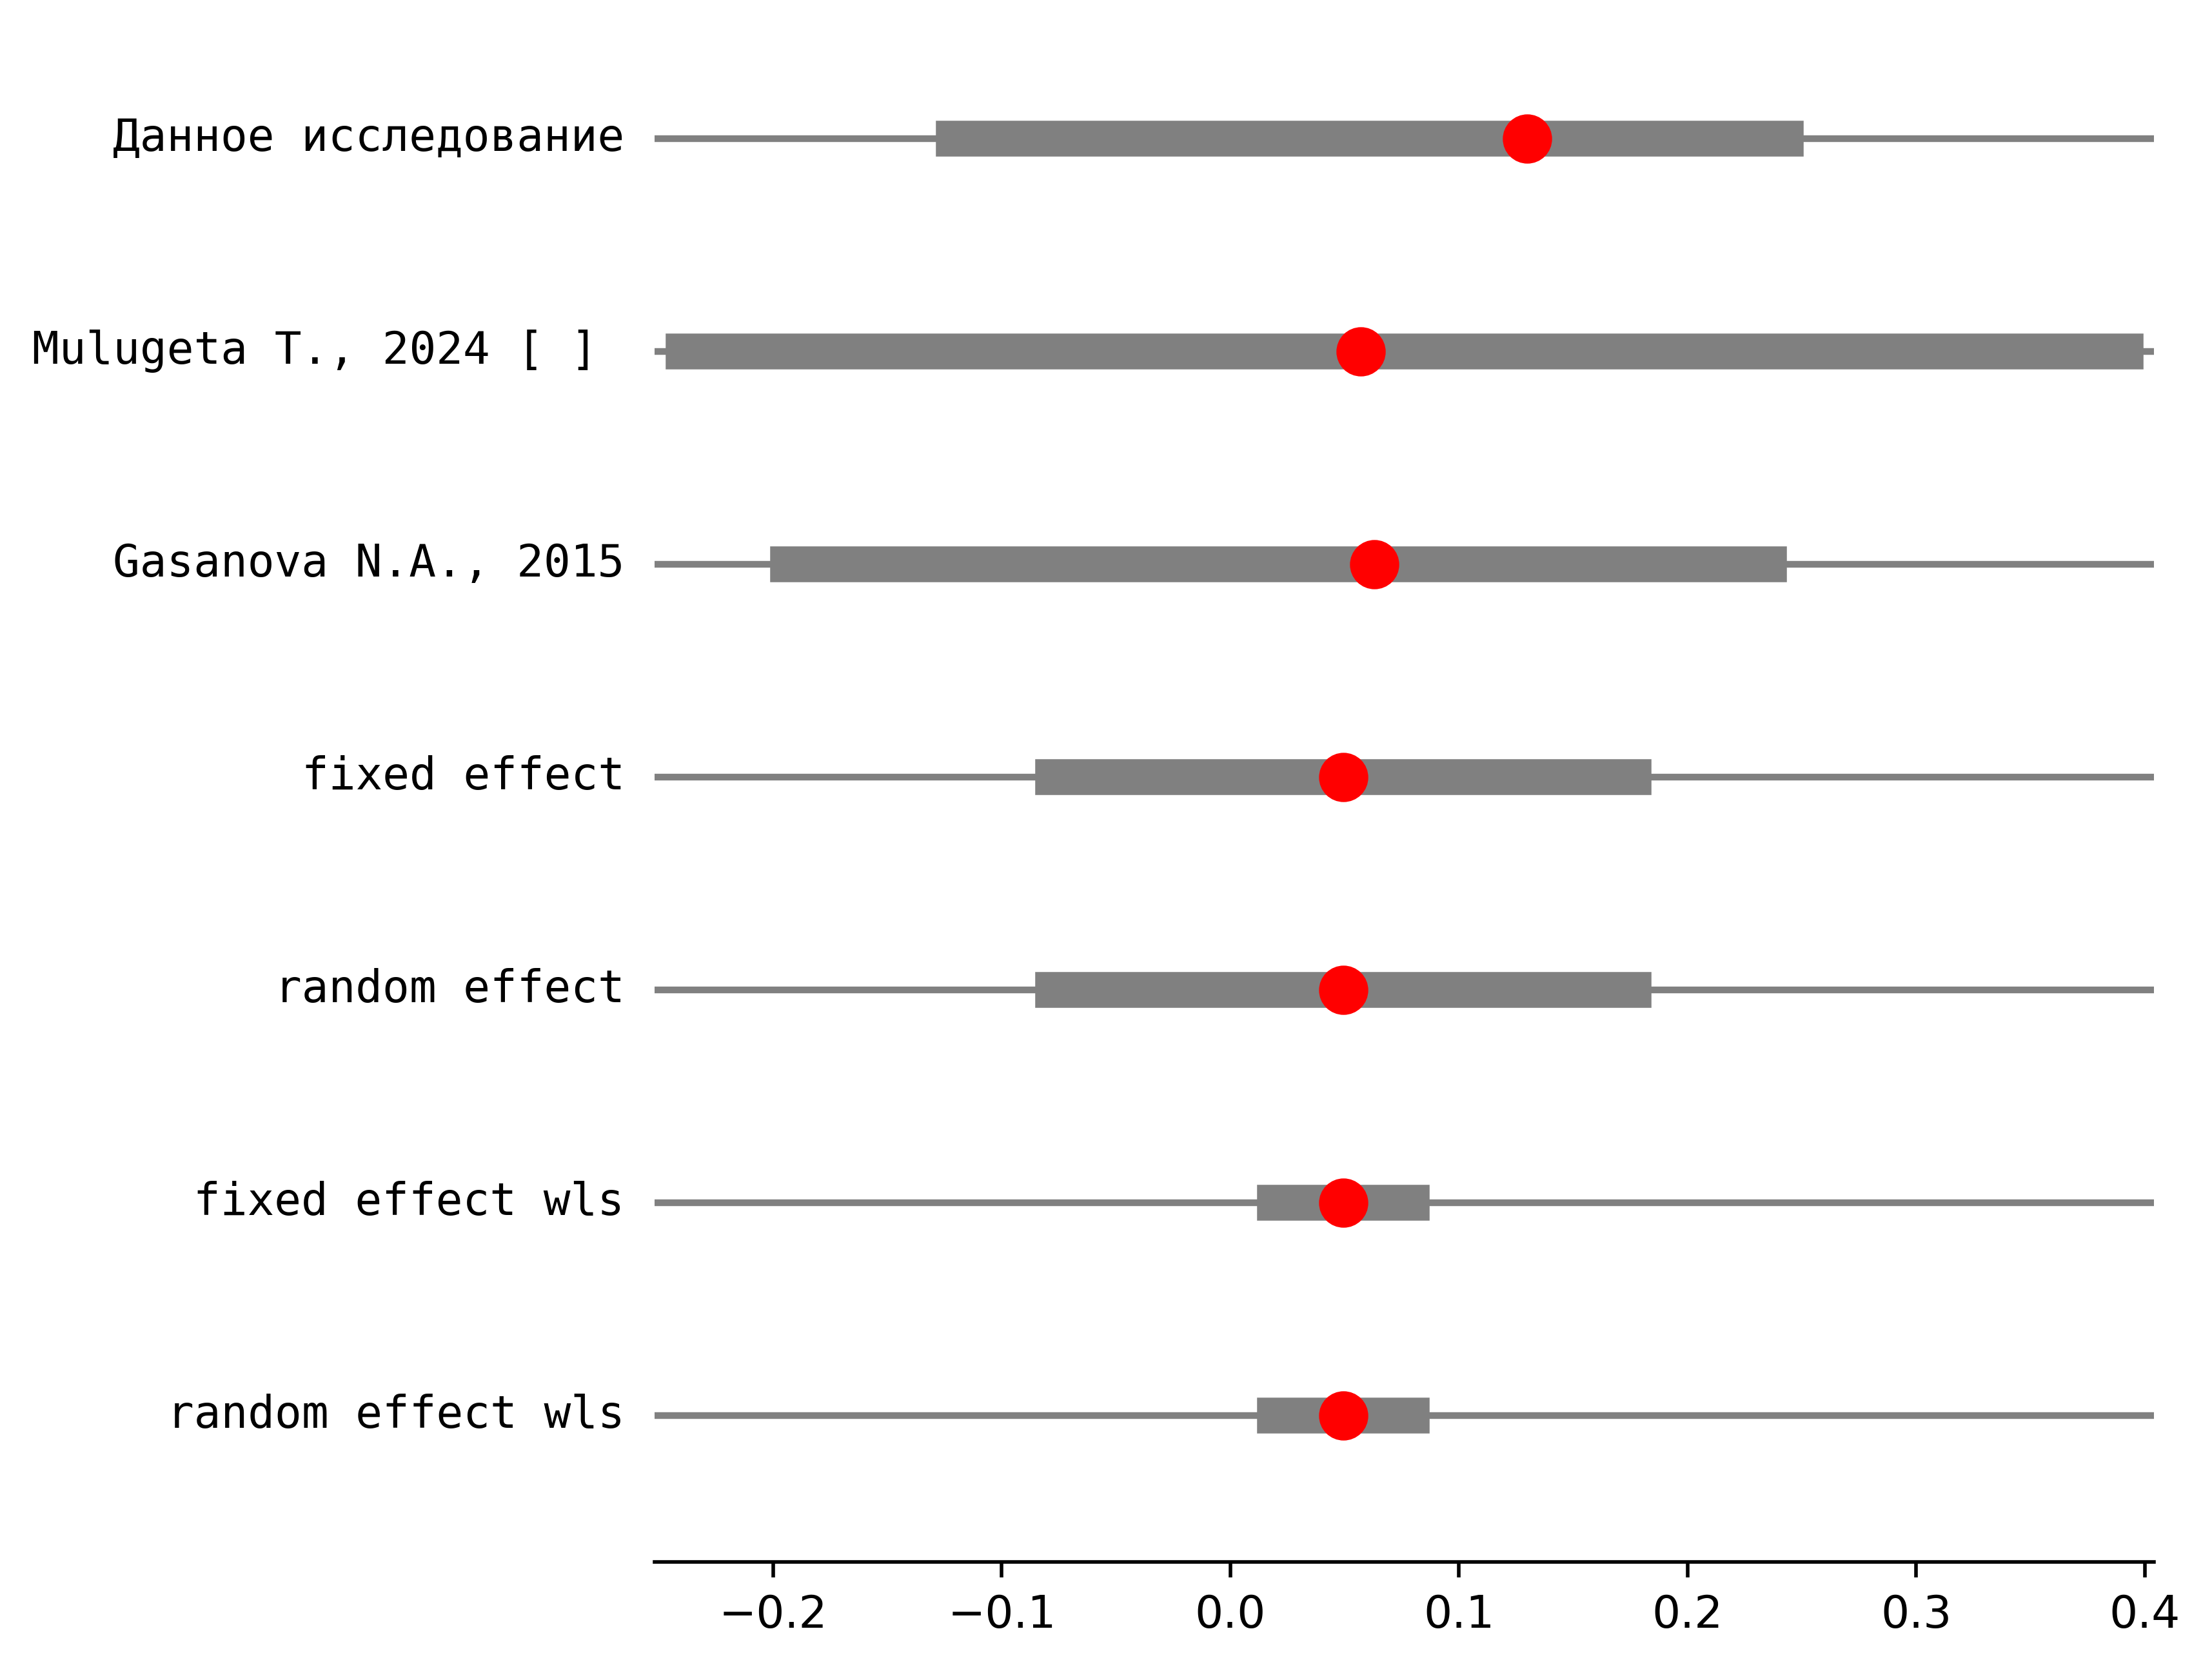 Данное исследование
Mulugeta T., 2024 [ ]
Gasanova N.A., 2015
fixed effect
random effect
fixed effect wls
random effect wls
−0.2 −0.1 0.0 0.1 0.2 0.3 0.4